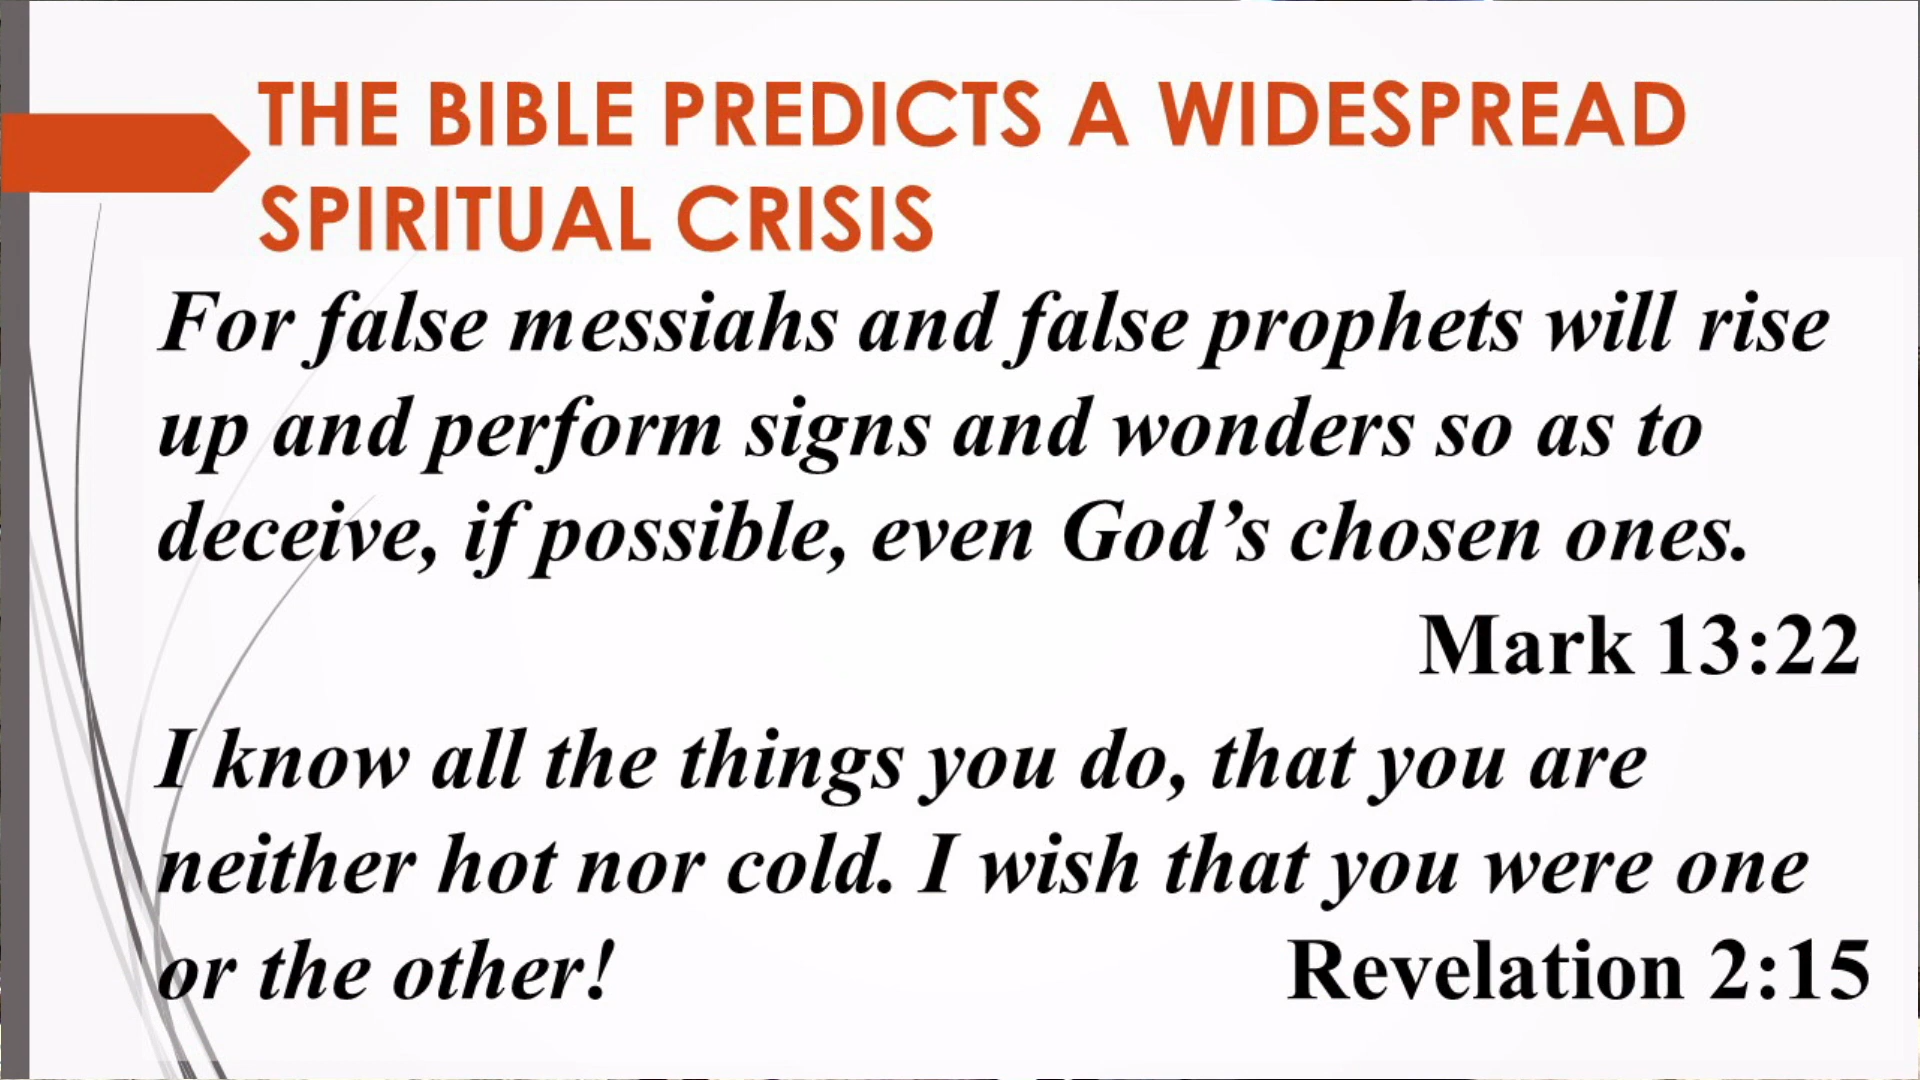 THE BIBLE PREDICTS A WIDESPREAD
SPIRITUAL CRISIS
For false messiahs and false prophets will rise
up and perform signs and wonders so as to
deceive, if possible, even God’s chosen ones.
Mark 13:22
I know all the things you do, that you are
neither hot nor cold. I wish that you were one
or the other! Revelation 2:15